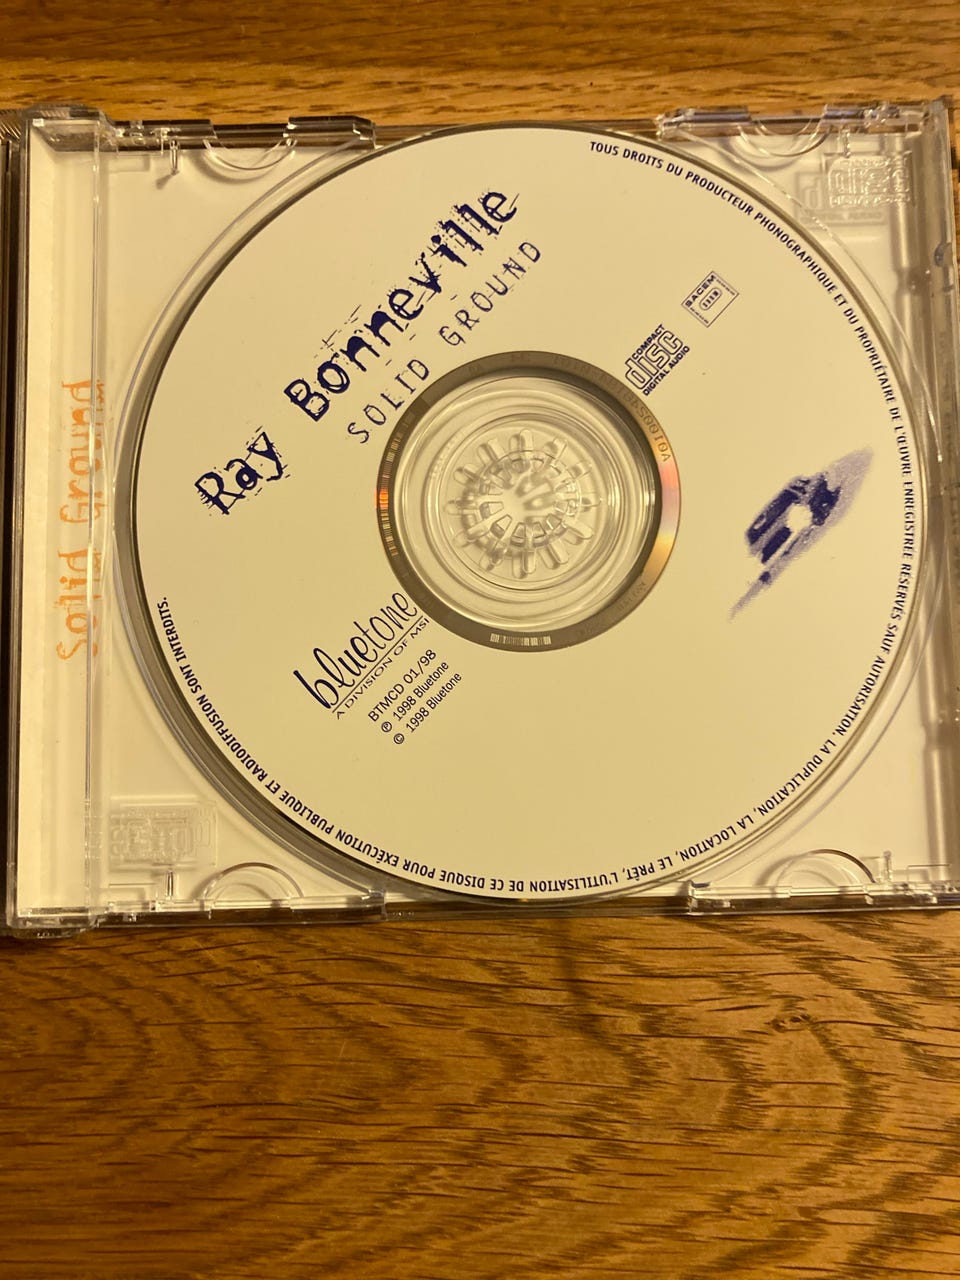 Ray Bonneville
SOLID GROUND
TOUS DROITS DU PRODUCTEUR PHONOGRAPHIQUE ET DU PROPRIÉTAIRE DE L'ŒUVRE ENREGISTRÉE RÉSERVÉS SAUF AUTORISATION. LA DUPLICATION, LA LOCATION, LE PRÊT, L'UTILISATION DE CE DISQUE POUR EXÉCUTION PUBLIQUE ET RADIODIFFUSION SONT INTERDITS.
SACEM
COMPACT
disc
DIGITAL AUDIO
bluetone
A DIVISION OF MSI
BTMCD 01/98
℗ 1998 Bluetone
© 1998 Bluetone
Solid Ground